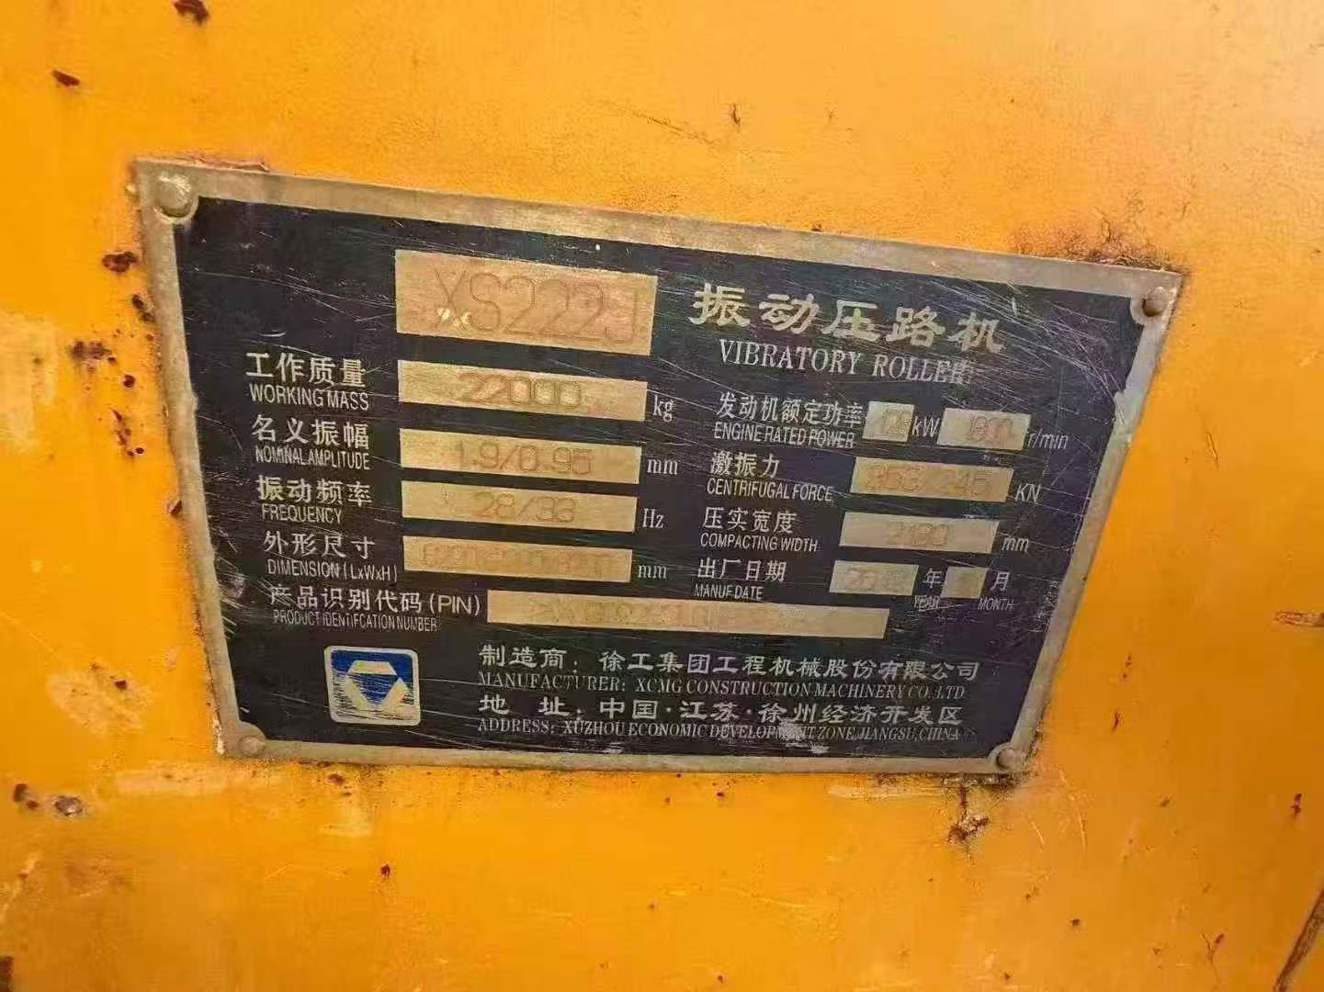 XS222J
振动压路机
VIBRATORY ROLLER
工作质量 22000 kg
WORKING MASS
名义振幅 1.9/0.95 mm
NOMINAL AMPLITUDE
振动频率 28/33 Hz
FREQUENCY
外形尺寸 mm
DIMENSION (LxWxH)
发动机额定功率 kW 1800 r/min
ENGINE RATED POWER
激振力 353/245 KN
CENTRIFUGAL FORCE
压实宽度 2130 mm
COMPACTING WIDTH
出厂日期 年 月
MANUF DATE YEAR MONTH
产品识别代码(PIN)
PRODUCT IDENTIFCATION NUMBER
制造商：徐工集团工程机械股份有限公司
MANUFACTURER: XCMG CONSTRUCTION MACHINERY CO. LTD
地 址：中国·江苏·徐州经济开发区
ADDRESS: XUZHOU ECONOMIC DEVELOPMENT ZONE JIANGSU, CHINA